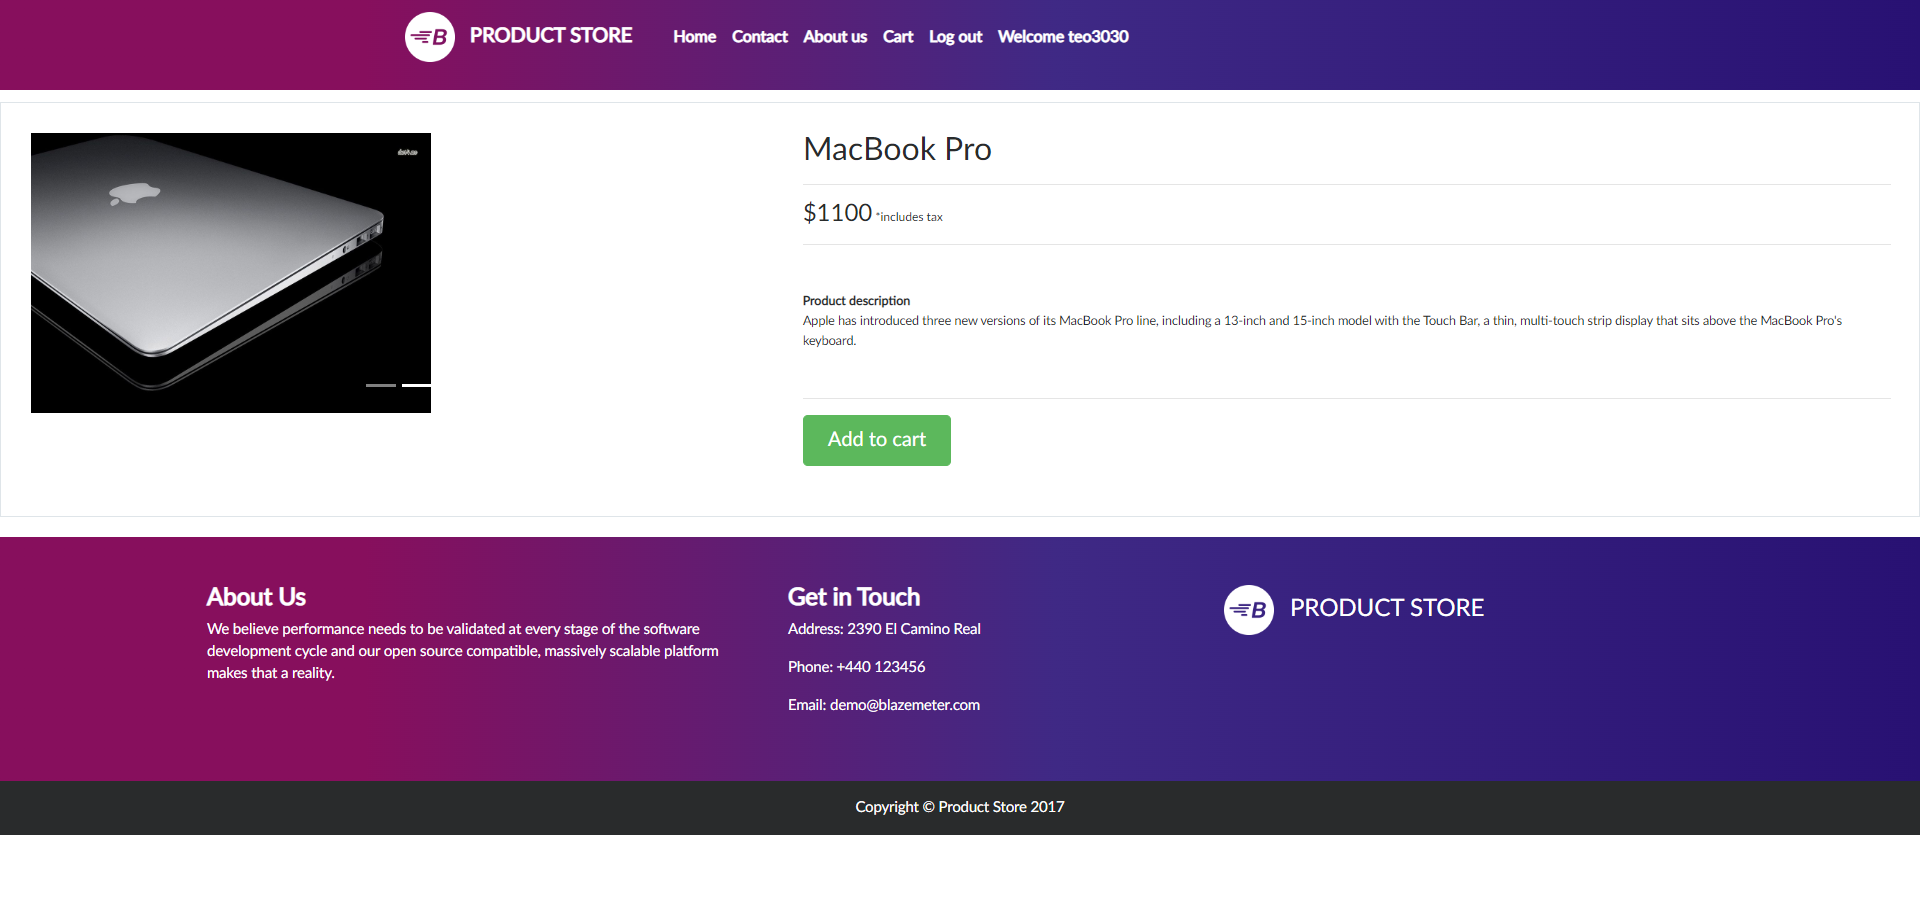 B PRODUCT STORE Home Contact About us Cart Log out Welcome teo3030
MacBook Pro
$1100 *includes tax
Product description
Apple has introduced three new versions of its MacBook Pro line, including a 13-inch and 15-inch model with the Touch Bar, a thin, multi-touch strip display that sits above the MacBook Pro's
keyboard.
Add to cart
About Us
We believe performance needs to be validated at every stage of the software
development cycle and our open source compatible, massively scalable platform
makes that a reality.
Get in Touch
Address: 2390 El Camino Real
Phone: +440 123456
Email: demo@blazemeter.com
B PRODUCT STORE
Copyright © Product Store 2017